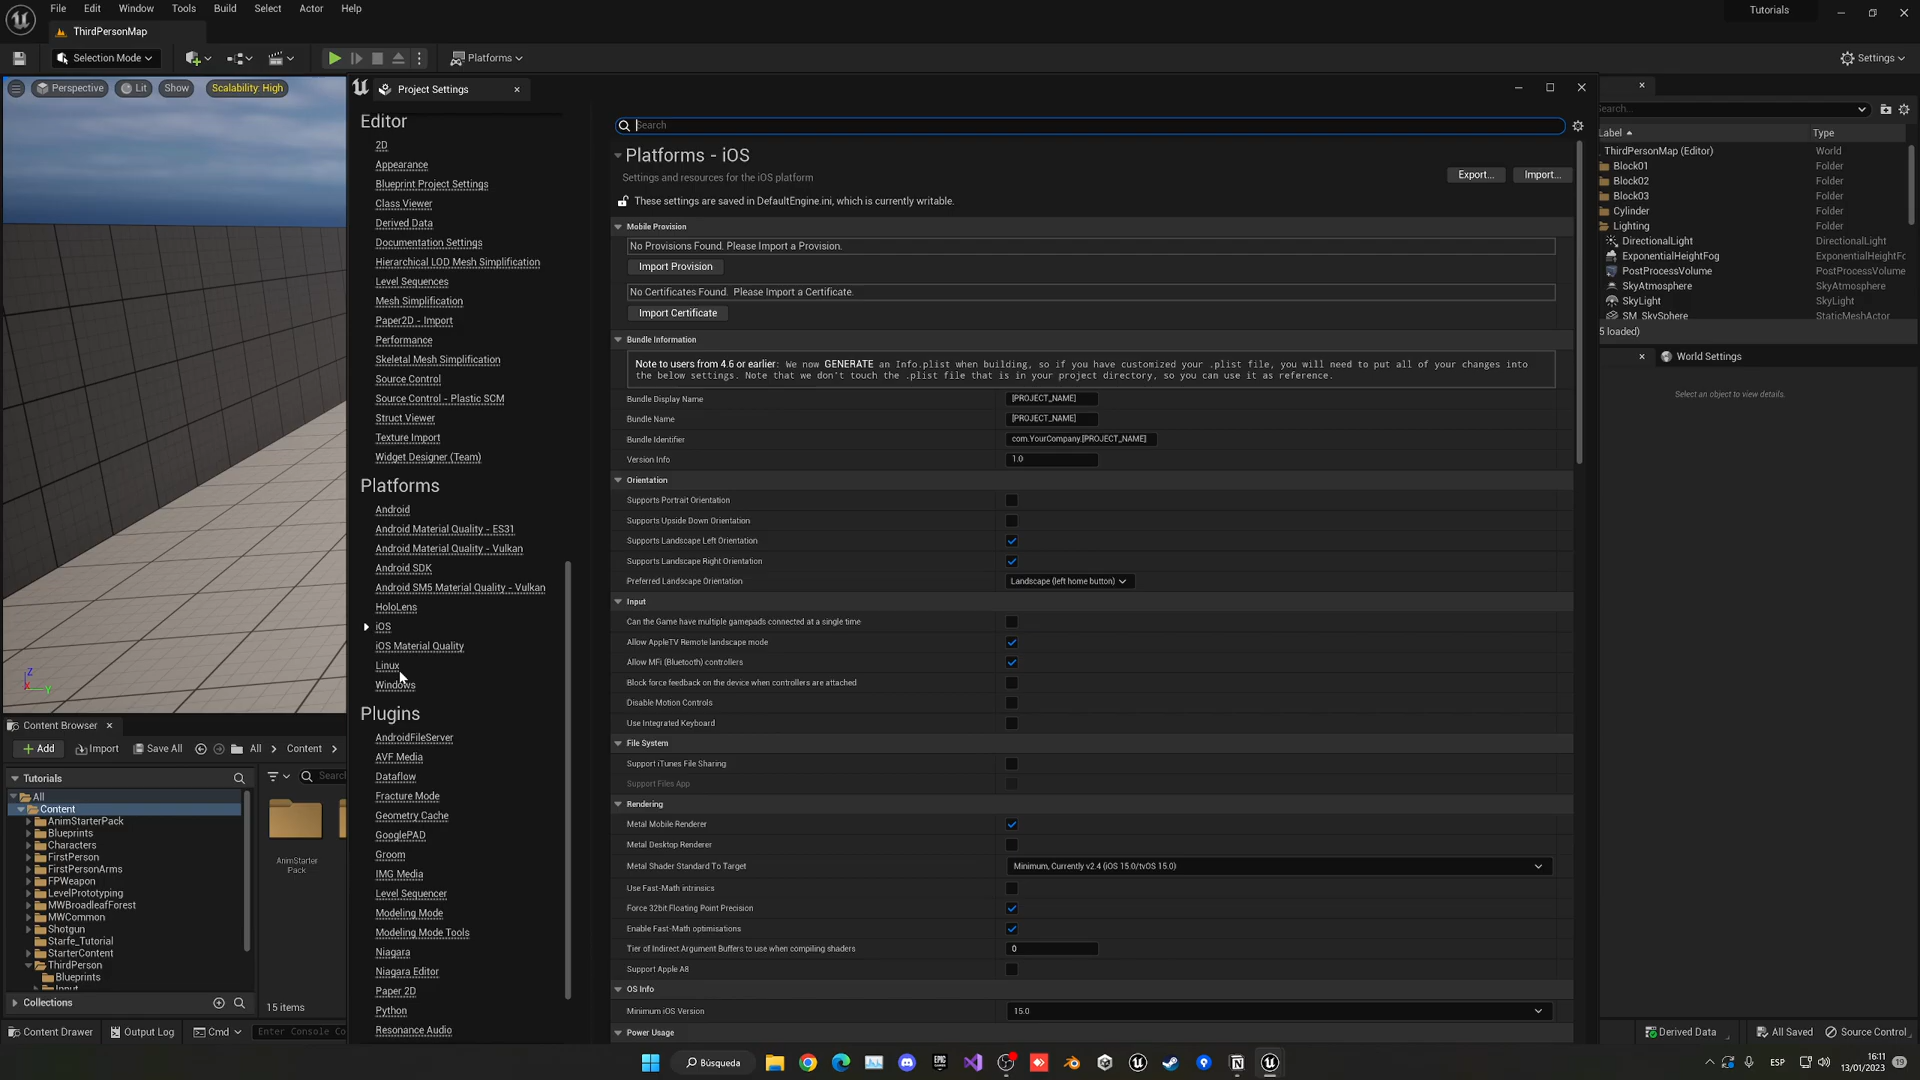 File Edit Window Tools Build Select Actor Help
Tutorials
ThirdPersonMap
Selection Mode
Platforms
Settings
Perspective Lit Show Scalability: High
Project Settings
Editor
2D
Appearance
Blueprint Project Settings
Class Viewer
Derived Data
Documentation Settings
Hierarchical LOD Mesh Simplification
Level Sequences
Mesh Simplification
Paper2D - Import
Performance
Skeletal Mesh Simplification
Source Control
Source Control - Plastic SCM
Struct Viewer
Texture Import
Widget Designer (Team)
Platforms
Android
Android Material Quality - ES31
Android Material Quality - Vulkan
Android SDK
Android SM5 Material Quality - Vulkan
HoloLens
iOS
iOS Material Quality
Linux
Windows
Plugins
AndroidFileServer
AVF Media
Dataflow
Fracture Mode
Geometry Cache
GooglePAD
Groom
IMG Media
Level Sequencer
Modeling Mode
Modeling Mode Tools
Niagara
Niagara Editor
Paper 2D
Python
Resonance Audio
Search
Platforms - iOS
Settings and resources for the iOS platform
Export... Import...
These settings are saved in DefaultEngine.ini, which is currently writable.
Mobile Provision
No Provisions Found. Please Import a Provision.
Import Provision
No Certificates Found. Please Import a Certificate.
Import Certificate
Bundle Information
Note to users from 4.6 or earlier: We now GENERATE an Info.plist when building, so if you have customized your .plist file, you will need to put all of your changes into
the below settings. Note that we don't touch the .plist file that is in your project directory, so you can use it as reference.
Bundle Display Name [PROJECT_NAME]
Bundle Name [PROJECT_NAME]
Bundle Identifier com.YourCompany.[PROJECT_NAME]
Version Info 1.0
Orientation
Supports Portrait Orientation
Supports Upside Down Orientation
Supports Landscape Left Orientation
Supports Landscape Right Orientation
Preferred Landscape Orientation Landscape (left home button)
Input
Can the Game have multiple gamepads connected at a single time
Allow AppleTV Remote landscape mode
Allow MFi (Bluetooth) controllers
Block force feedback on the device when controllers are attached
Disable Motion Controls
Use Integrated Keyboard
File System
Support iTunes File Sharing
Support Files App
Rendering
Metal Mobile Renderer
Metal Desktop Renderer
Metal Shader Standard To Target Minimum, Currently v2.4 (iOS 15.0/tvOS 15.0)
Use Fast-Math intrinsics
Force 32bit Floating Point Precision
Enable Fast-Math optimisations
Tier of Indirect Argument Buffers to use when compiling shaders 0
Support Apple A8
OS Info
Minimum iOS Version 15.0
Power Usage
Search...
Label Type
ThirdPersonMap (Editor) World
Block01 Folder
Block02 Folder
Block03 Folder
Cylinder Folder
Lighting Folder
DirectionalLight DirectionalLight
ExponentialHeightFog ExponentialHeightFo
PostProcessVolume PostProcessVolume
SkyAtmosphere SkyAtmosphere
SkyLight SkyLight
SM_SkySphere StaticMeshActor
5 loaded)
World Settings
Select an object to view details.
Z
X Y
Content Browser
Add Import Save All All Content
Tutorials
Search
All
Content
AnimStarterPack
Blueprints
Characters
FirstPerson
FirstPersonArms
FPWeapon
LevelPrototyping
MWBroadleafForest
MWCommon
Shotgun
Starfe_Tutorial
StarterContent
ThirdPerson
Blueprints
Input
AnimStarter
Pack
Collections
15 items
Content Drawer Output Log Cmd Enter Console Co
Derived Data All Saved Source Control
Búsqueda
ESP
16:11
13/01/2023
19